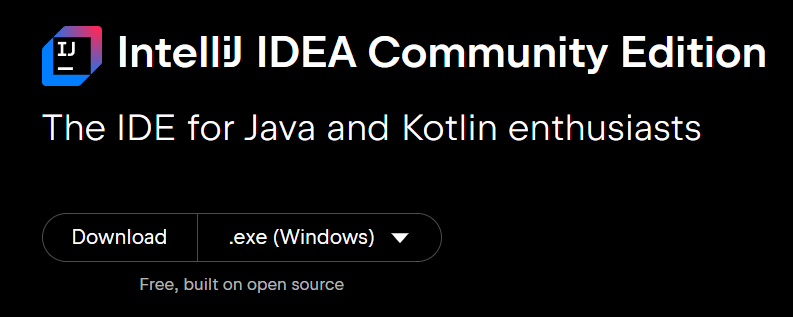 IJ
IntelliJ IDEA Community Edition
The IDE for Java and Kotlin enthusiasts
Download .exe (Windows)
Free, built on open source